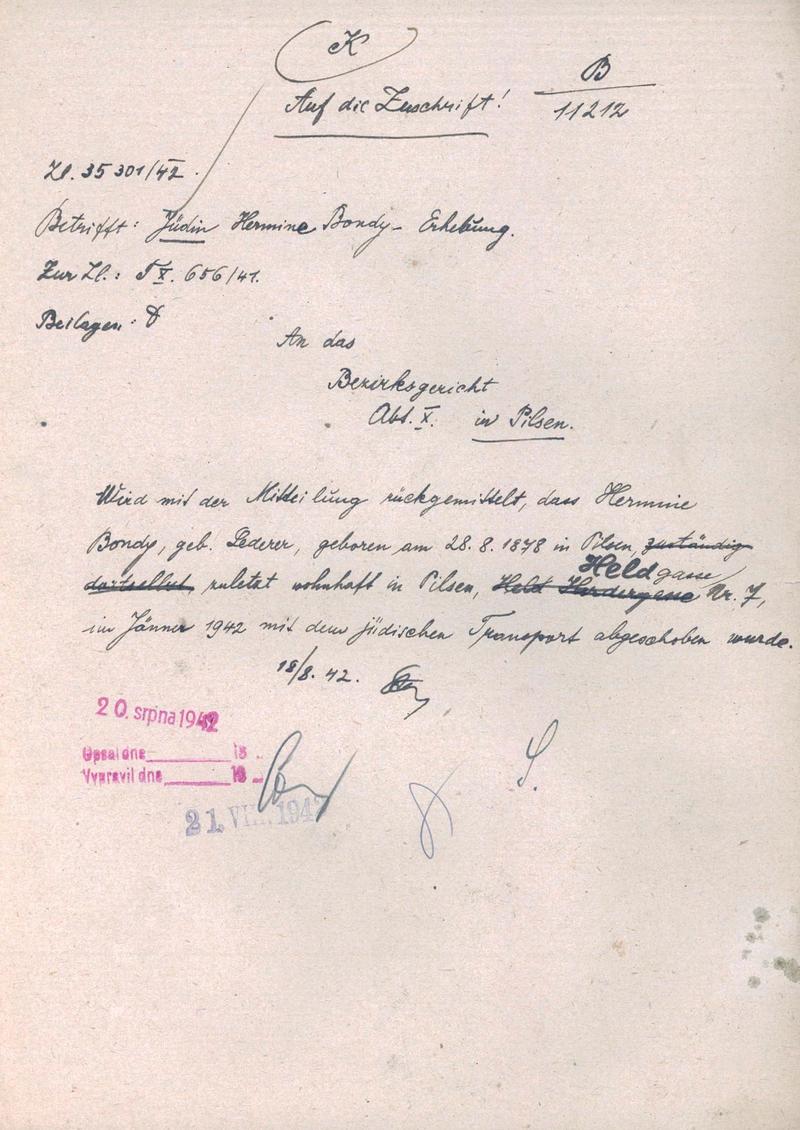 K
B
Auf die Zuschrift!
11212
Zl. 35 301/42.
Betrifft: Jüdin Hermine Bondy - Erhebung.
Zur Zl.: T X. 656/41.
Beilagen:
An das
Bezirksgericht
Abt. X. in Pilsen.
Wird mit der Mitteilung rückgemittelt, dass Hermine
Bondy, geb. Lederer, geboren am 28. 8. 1878 in Pilsen, zuständig
Heldgasse
dortselbst, zuletzt wohnhaft in Pilsen, Held Nr. 7,
im Jänner 1942 mit dem jüdischen Transport abgeschoben wurde.
18/8. 42.
20. srpna 1942
Opsal dne 19
Vypravil dne 19
21. VIII. 1942
S.